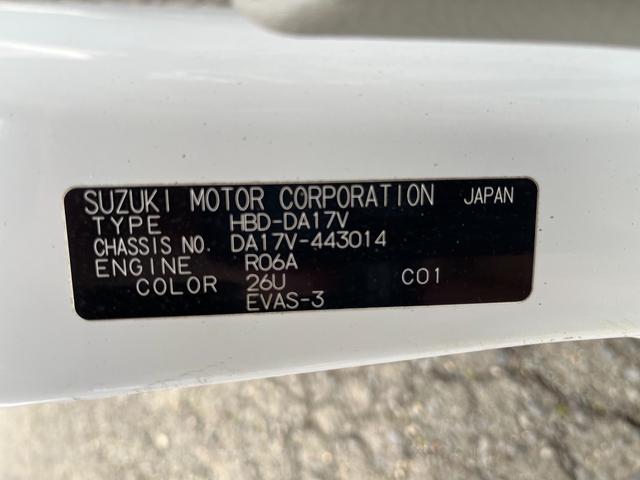 SUZUKI MOTOR CORPORATION JAPAN
TYPE HBD-DA17V
CHASSIS NO. DA17V-443014
ENGINE R06A
COLOR 26U C01
EVAS-3